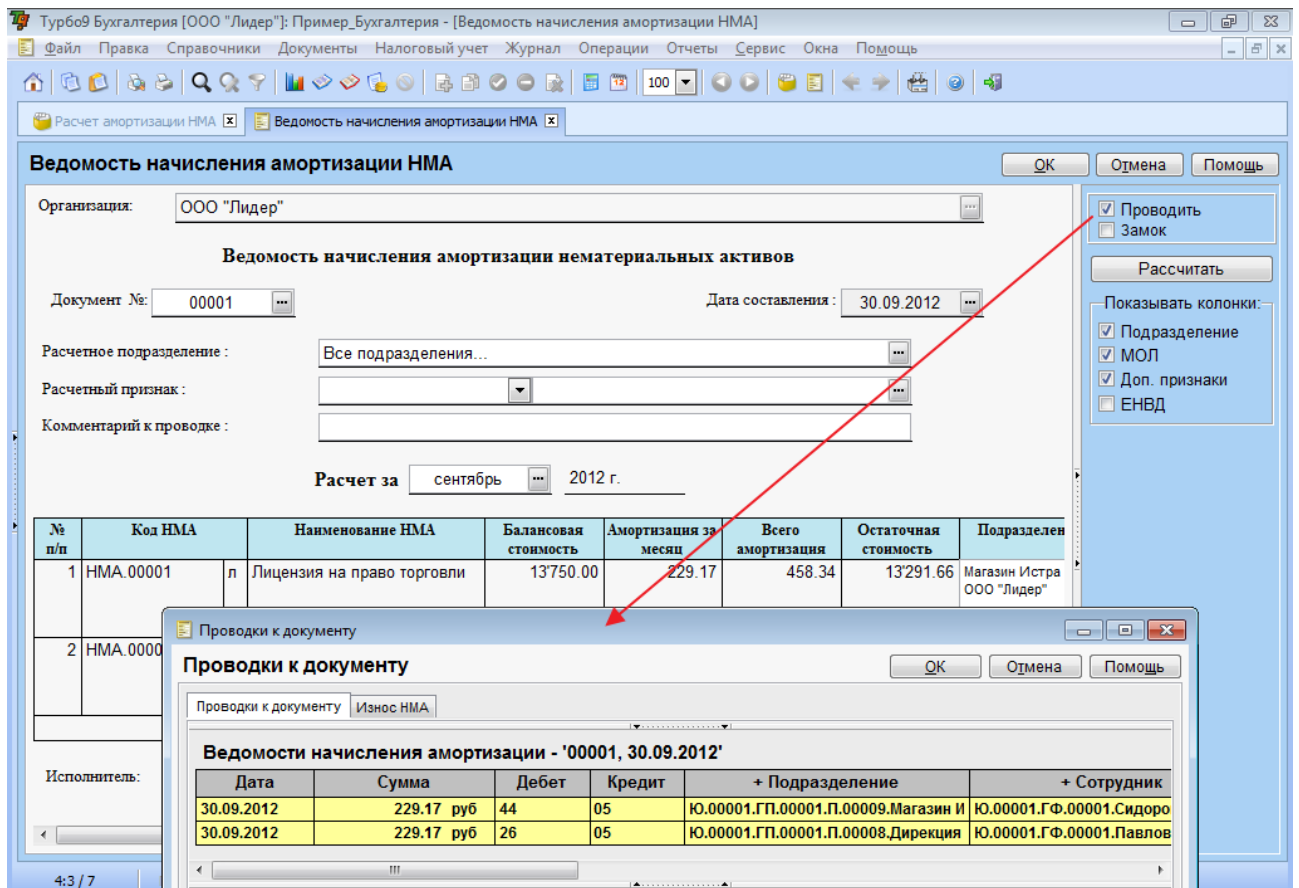 Турбо9 Бухгалтерия [ООО "Лидер"]: Пример_Бухгалтерия - [Ведомость начисления амортизации НМА]
Файл Правка Справочники Документы Налоговый учет Журнал Операции Отчеты Сервис Окна Помощь
100
Расчет амортизации НМА Ведомость начисления амортизации НМА
Ведомость начисления амортизации НМА ОК Отмена Помощь
Организация: ООО "Лидер"
Проводить
Замок
Ведомость начисления амортизации нематериальных активов
Рассчитать
Документ №: 00001 ... Дата составления : 30.09.2012 ...
Показывать колонки:
Подразделение
МОЛ
Доп. признаки
ЕНВД
Расчетное подразделение : Все подразделения... ...
Расчетный признак : ...
Комментарий к проводке :
Расчет за сентябрь ... 2012 г.
№ п/п Код НМА Наименование НМА Балансовая стоимость Амортизация за месяц Всего амортизация Остаточная стоимость Подразделен
1 НМА.00001 л Лицензия на право торговли 13'750.00 229.17 458.34 13'291.66 Магазин Истра
ООО "Лидер"
2 НМА.0000
Исполнитель:
4:3 / 7
Проводки к документу
Проводки к документу ОК Отмена Помощь
Проводки к документу Износ НМА
Ведомости начисления амортизации - '00001, 30.09.2012'
Дата Сумма Дебет Кредит + Подразделение + Сотрудник
30.09.2012 229.17 руб 44 05 Ю.00001.ГП.00001.П.00009.Магазин И Ю.00001.ГФ.00001.Сидоро
30.09.2012 229.17 руб 26 05 Ю.00001.ГП.00001.П.00008.Дирекция Ю.00001.ГФ.00001.Павлов